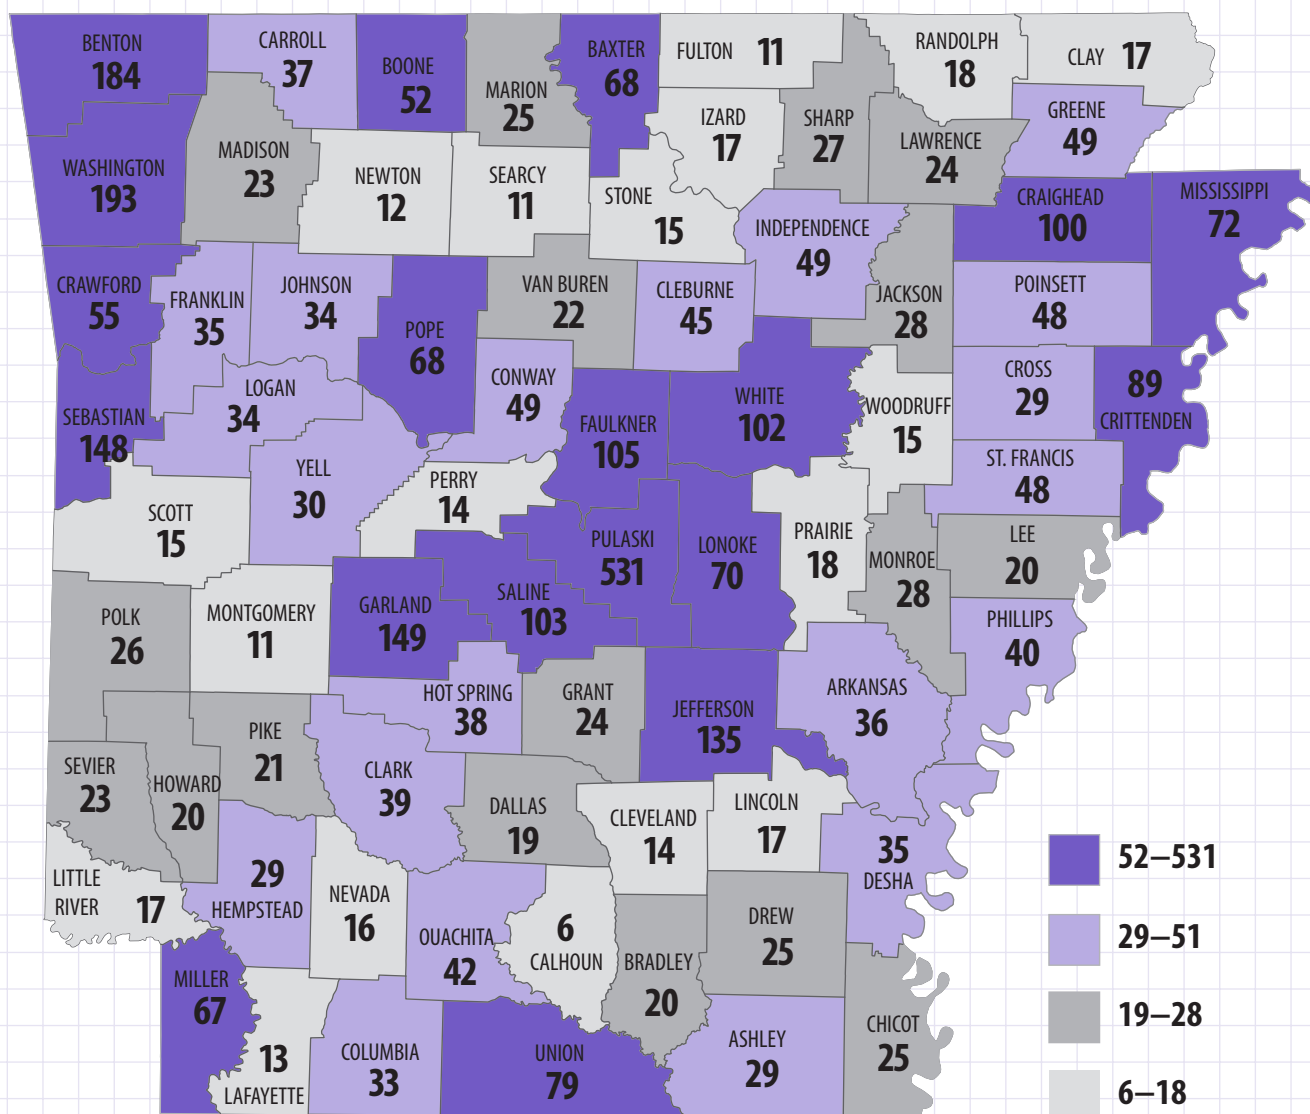 BENTON
184
CARROLL
37
BOONE
52
MARION
25
BAXTER
68
FULTON 11
RANDOLPH
18
CLAY 17
WASHINGTON
193
MADISON
23
NEWTON
12
SEARCY
11
STONE
15
IZARD
17
SHARP
27
LAWRENCE
24
GREENE
49
CRAIGHEAD
100
MISSISSIPPI
72
CRAWFORD
55
FRANKLIN
35
JOHNSON
34
POPE
68
VAN BUREN
22
CLEBURNE
45
INDEPENDENCE
49
JACKSON
28
POINSETT
48
SEBASTIAN
148
LOGAN
34
CONWAY
49
FAULKNER
105
WHITE
102
WOODRUFF
15
CROSS
29
89
CRITTENDEN
SCOTT
15
YELL
30
PERRY
14
PULASKI
531
LONOKE
70
PRAIRIE
18
MONROE
28
ST. FRANCIS
48
LEE
20
POLK
26
MONTGOMERY
11
GARLAND
149
SALINE
103
PHILLIPS
40
HOT SPRING
38
GRANT
24
JEFFERSON
135
ARKANSAS
36
SEVIER
23
HOWARD
20
PIKE
21
CLARK
39
DALLAS
19
CLEVELAND
14
LINCOLN
17
35
DESHA
LITTLE
RIVER 17
29
HEMPSTEAD
NEVADA
16
OUACHITA
42
6
CALHOUN
BRADLEY
20
DREW
25
MILLER
67
13
LAFAYETTE
COLUMBIA
33
UNION
79
ASHLEY
29
CHICOT
25
52–531
29–51
19–28
6–18